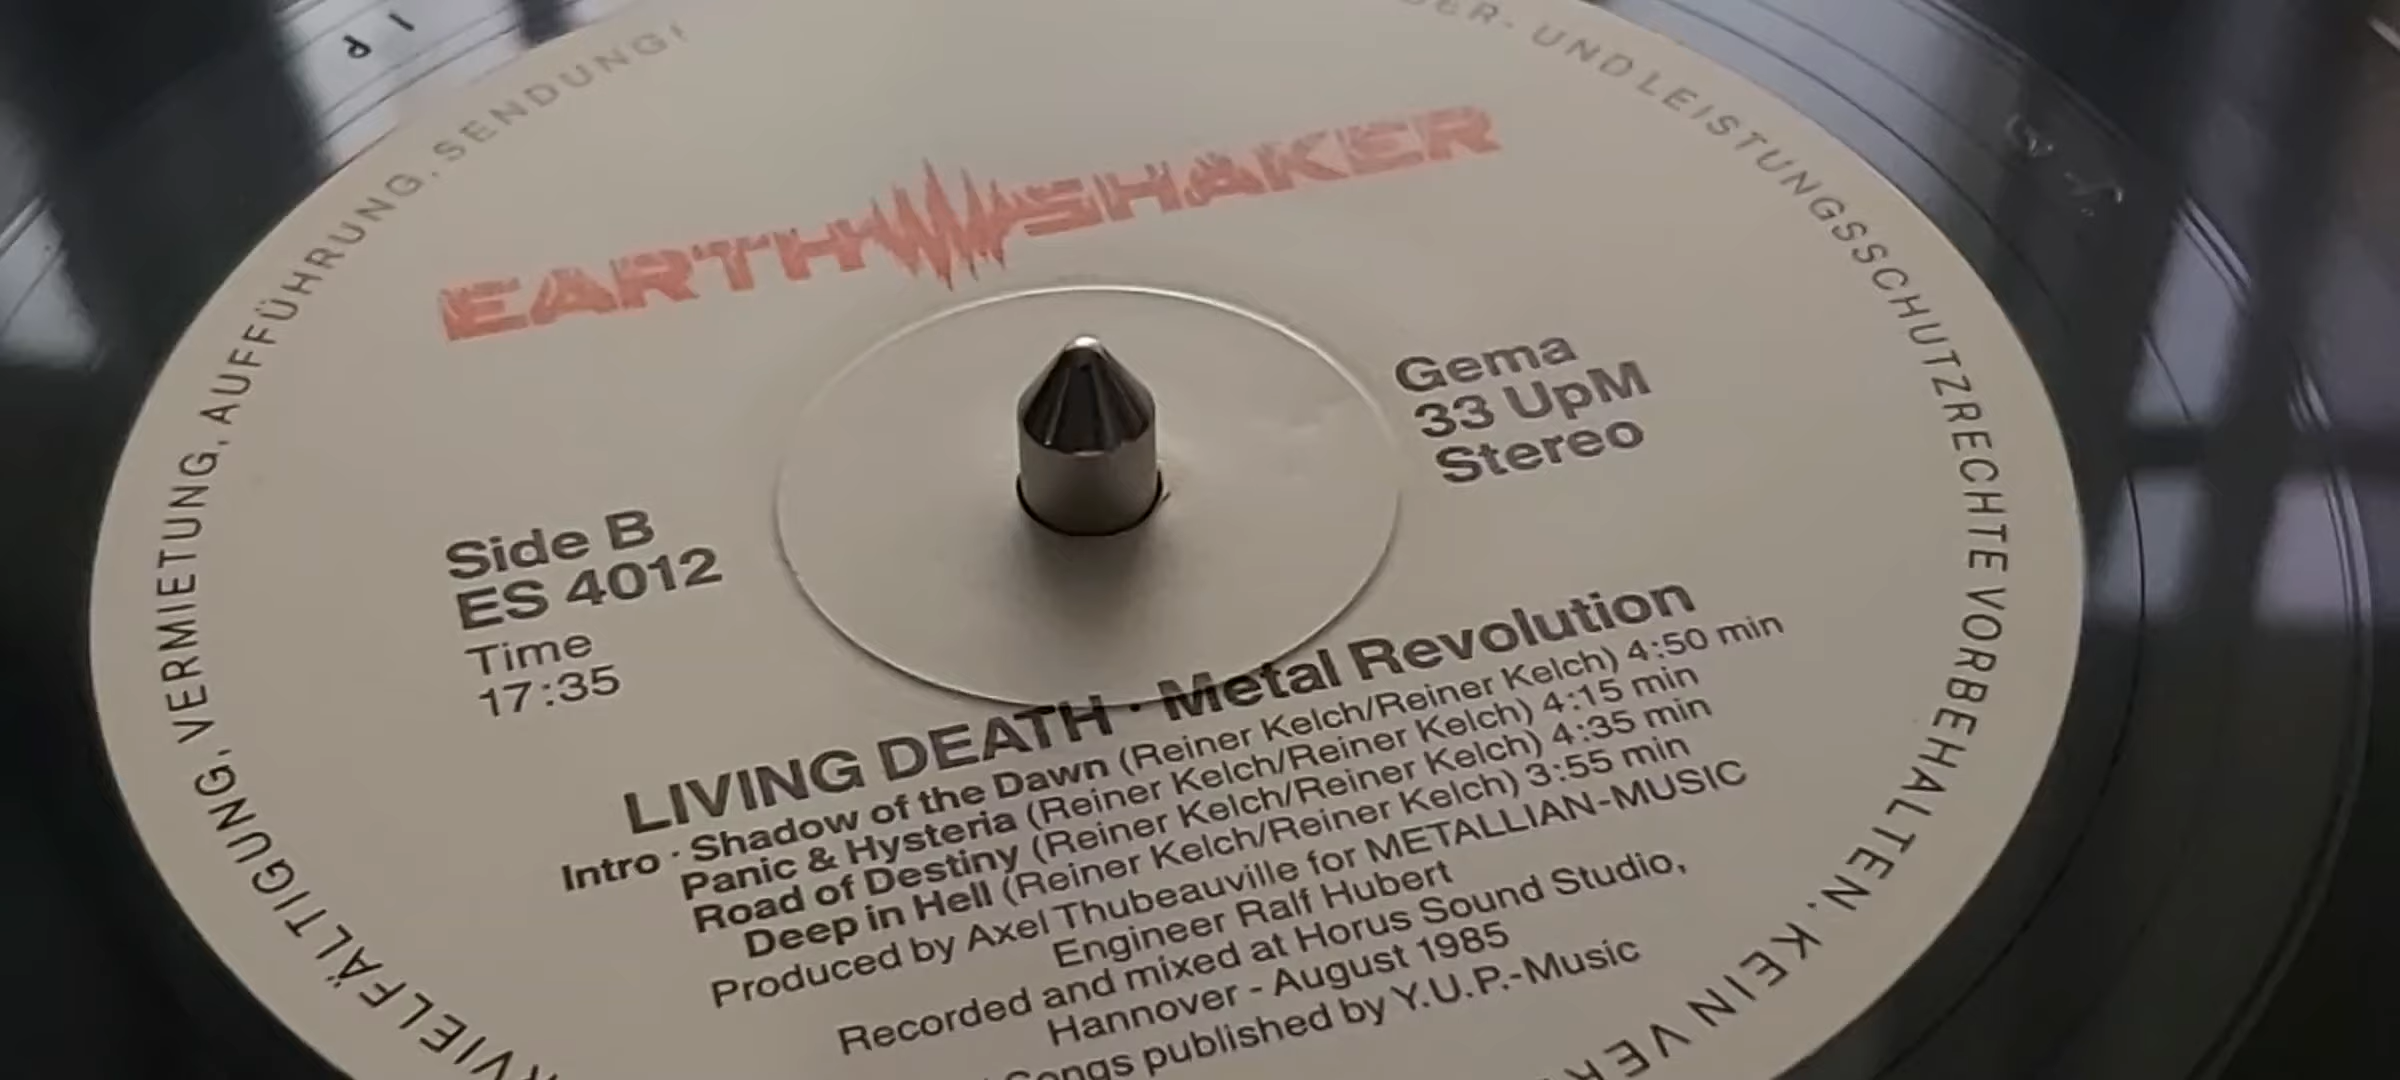 EARTHSHAKER
Gema
33 UpM
Stereo
Side B
ES 4012
Time
17:35
LIVING DEATH · Metal Revolution
Intro · Shadow of the Dawn (Reiner Kelch/Reiner Kelch) 4:50 min
Panic & Hysteria (Reiner Kelch/Reiner Kelch) 4:15 min
Road of Destiny (Reiner Kelch/Reiner Kelch) 4:35 min
Deep in Hell (Reiner Kelch/Reiner Kelch) 3:55 min
Produced by Axel Thubeauville for METALLIAN-MUSIC
Engineer Ralf Hubert
Recorded and mixed at Horus Sound Studio,
Hannover - August 1985
Songs published by Y.U.P.-Music
UND LEISTUNGSSCHUTZRECHTE VORBEHALTEN. KEIN
VERMIETUNG, AUFFÜHRUNG, SENDUNG!